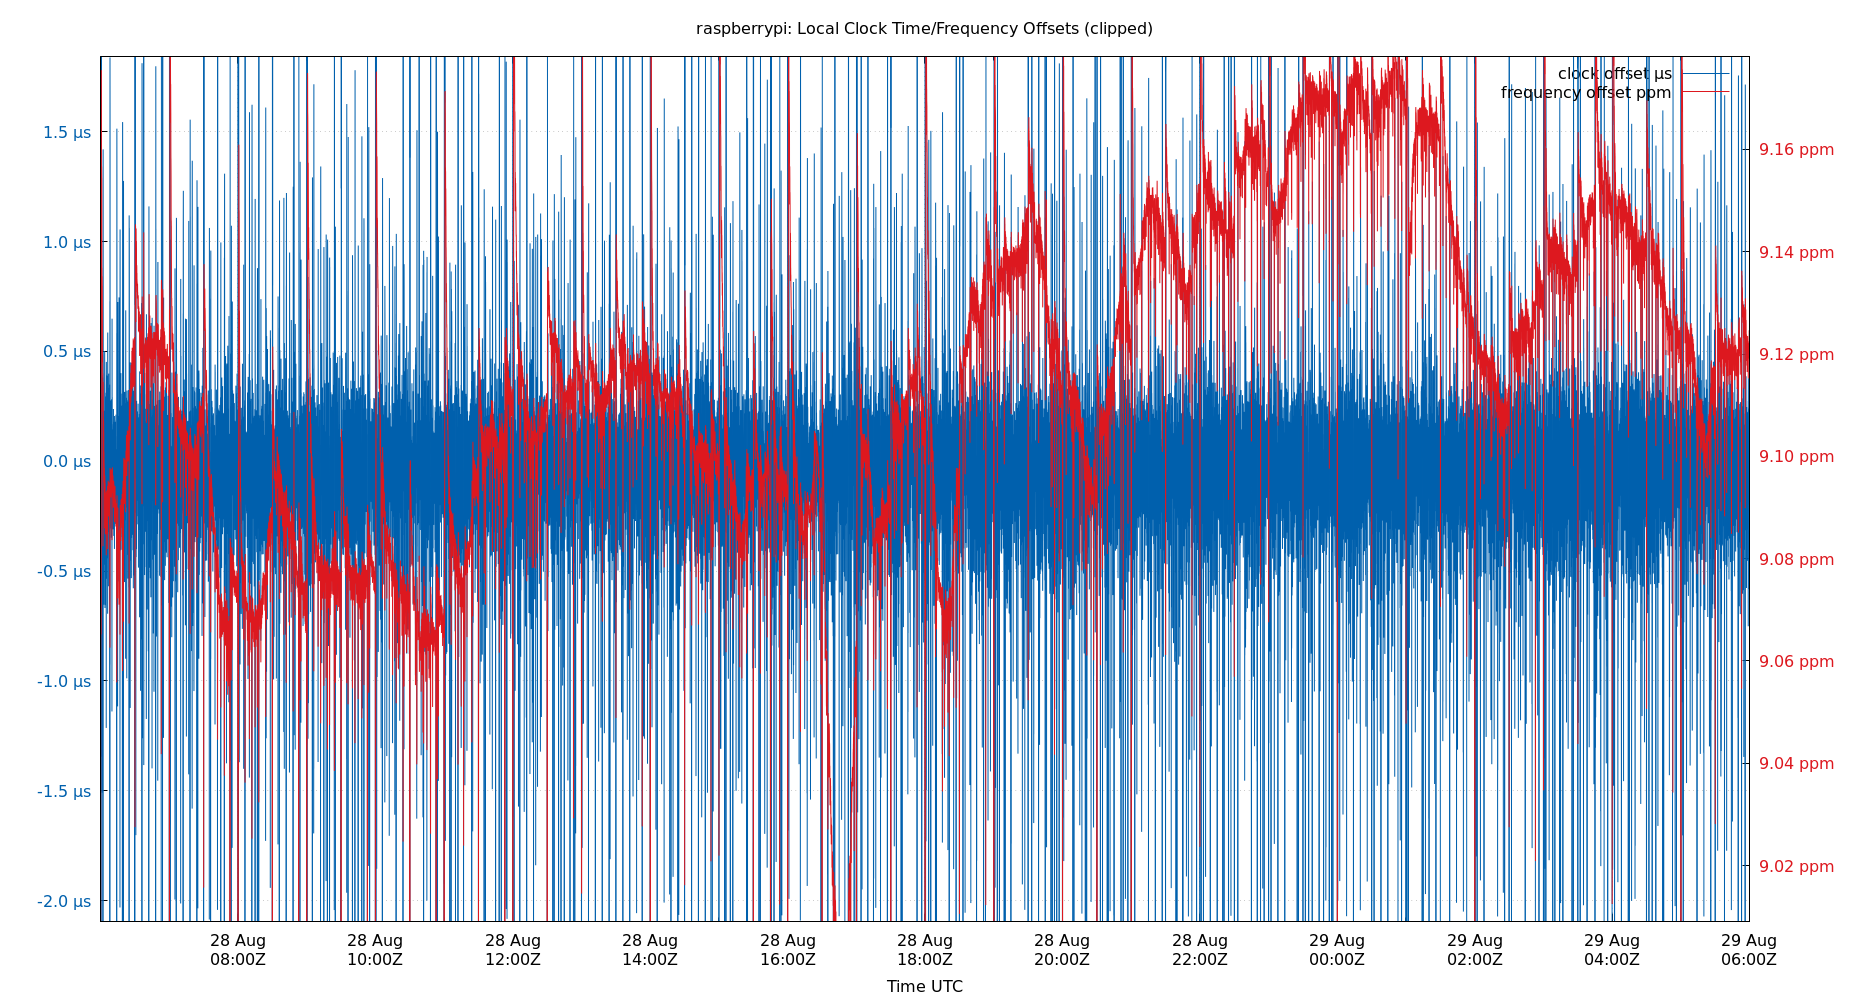 raspberrypi: Local Clock Time/Frequency Offsets (clipped)
clock offset µs
frequency offset ppm
1.5 µs
1.0 µs
0.5 µs
0.0 µs
-0.5 µs
-1.0 µs
-1.5 µs
-2.0 µs
9.16 ppm
9.14 ppm
9.12 ppm
9.10 ppm
9.08 ppm
9.06 ppm
9.04 ppm
9.02 ppm
28 Aug 28 Aug 28 Aug 28 Aug 28 Aug 28 Aug 28 Aug 28 Aug 29 Aug 29 Aug 29 Aug 29 Aug
08:00Z 10:00Z 12:00Z 14:00Z 16:00Z 18:00Z 20:00Z 22:00Z 00:00Z 02:00Z 04:00Z 06:00Z
Time UTC